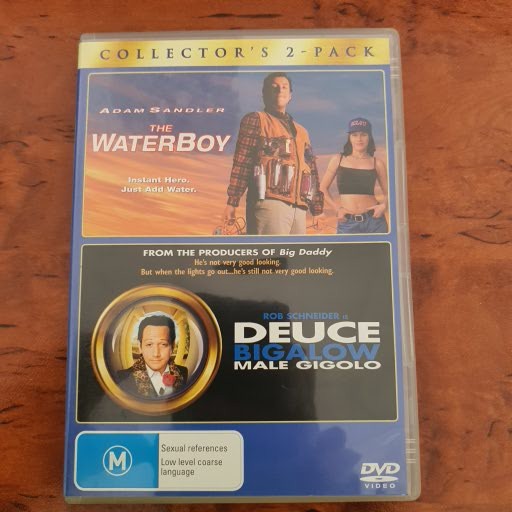 COLLECTOR'S 2-PACK
ADAM SANDLER
THE
WATERBOY
Instant Here.
Just Add Water.
FROM THE PRODUCERS OF Big Daddy
He's not very good looking.
But when the lights go out...he's still not very good looking.
ROB SCHNEIDER IS
DEUCE
BIGALOW
MALE GIGOLO
M
Sexual references
Low level coarse
language
DVD
VIDEO